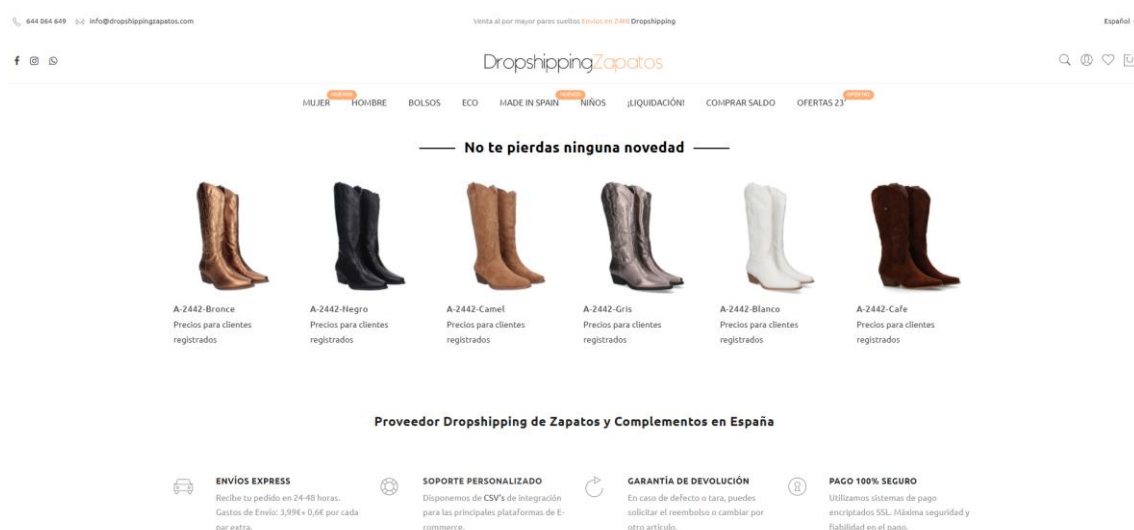 644 864 649 info@dropshippingzapatos.com
Venta al por mayor pares sueltos Envíos en 24H! Dropshipping
Español
DropshippingZapatos
NUEVOS NUEVOS OFERTAS
MUJER HOMBRE BOLSOS ECO MADE IN SPAIN NIÑOS ¡LIQUIDACIÓN! COMPRAR SALDO OFERTAS 23'
No te pierdas ninguna novedad
A-2442-Bronce
Precios para clientes
registrados
A-2442-Negro
Precios para clientes
registrados
A-2442-Camel
Precios para clientes
registrados
A-2442-Gris
Precios para clientes
registrados
A-2442-Blanco
Precios para clientes
registrados
A-2442-Cafe
Precios para clientes
registrados
Proveedor Dropshipping de Zapatos y Complementos en España
ENVÍOS EXPRESS
Recibe tu pedido en 24-48 horas.
Gastos de Envio: 3,99€+ 0,6€ por cada
par extra.
SOPORTE PERSONALIZADO
Disponemos de CSV's de integración
para las principales plataformas de E-
commerce.
GARANTÍA DE DEVOLUCIÓN
En caso de defecto o tara, puedes
solicitar el reembolso o cambiar por
otro artículo.
PAGO 100% SEGURO
Utilizamos sistemas de pago
encriptados SSL. Máxima seguridad y
fiabilidad en el pago.